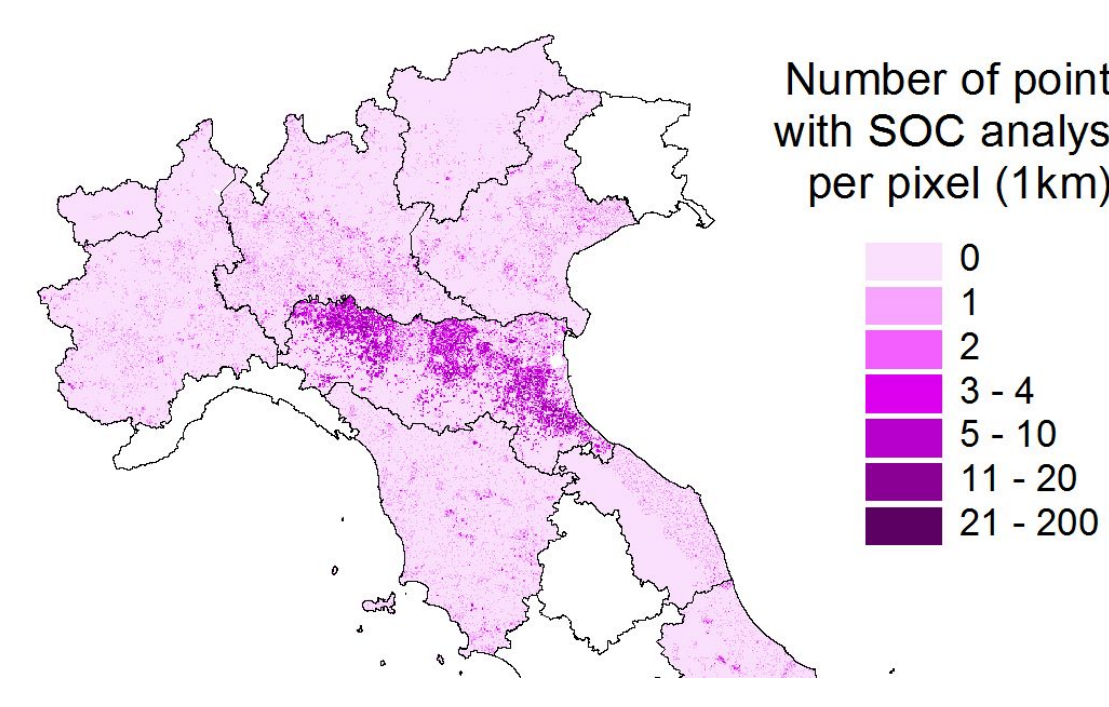 Number of point
with SOC analys
per pixel (1km)
0
1
2
3 - 4
5 - 10
11 - 20
21 - 200